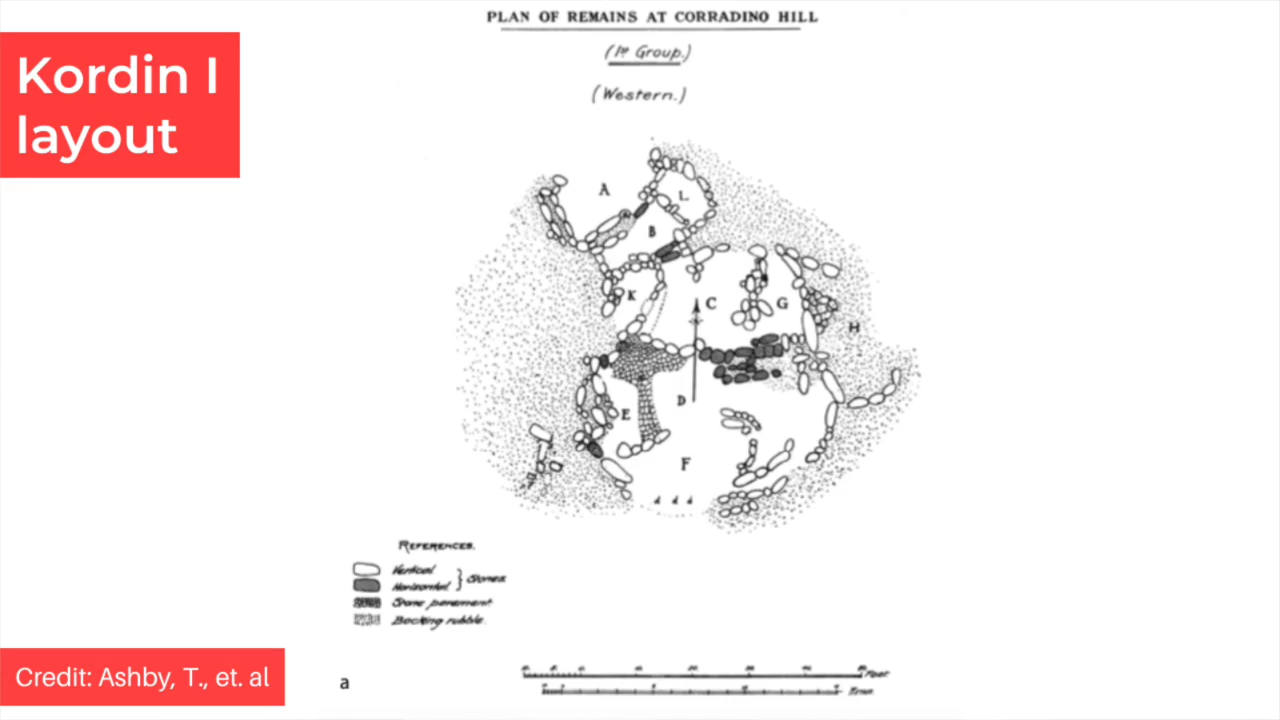 PLAN OF REMAINS AT CORRADINO HILL
(1st Group.)
(Western.)
Kordin I
layout
A
L.
B
K
C
G
H
E
D
F
REFERENCES.
Vertical
Horizontal } Stones
Stone pavement
Backing rubble.
Credit: Ashby, T., et. al
a
Feet